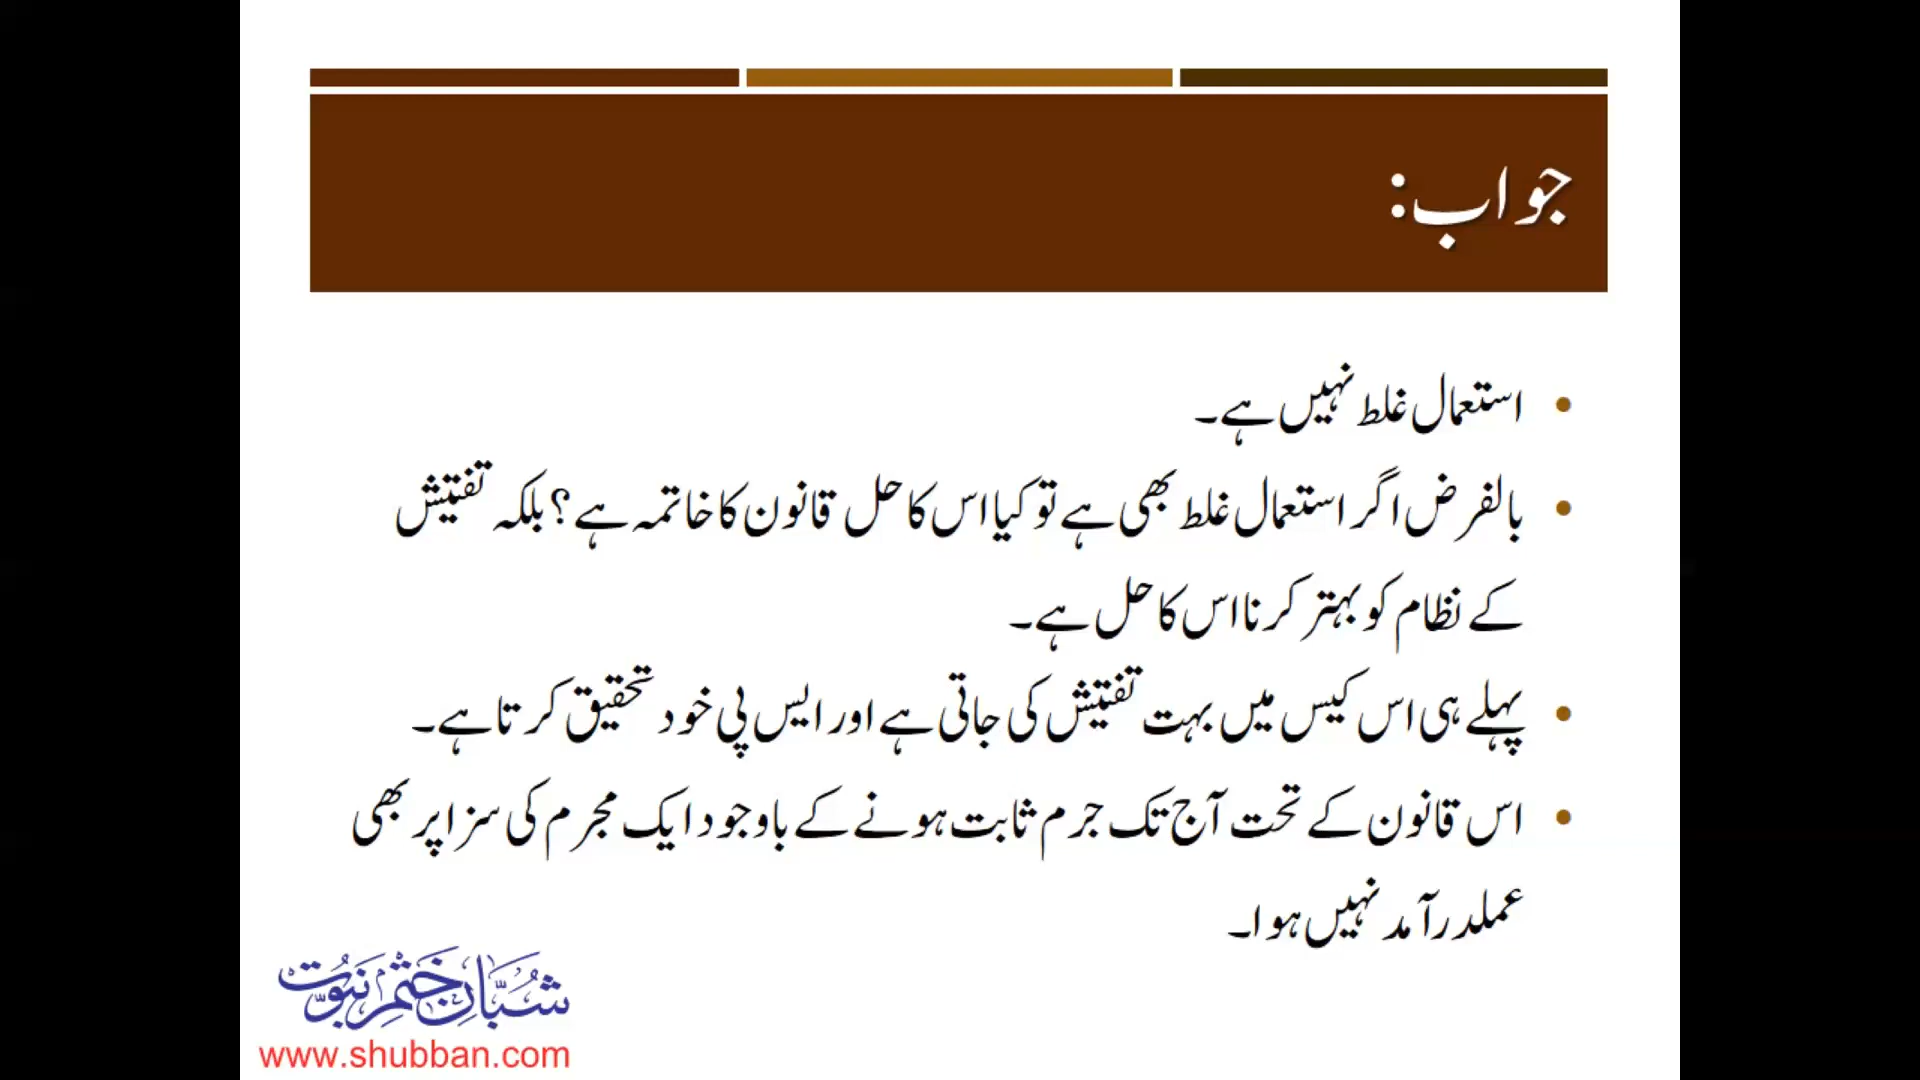 جواب:
• استعمال غلط نہیں ہے۔
• بالفرض اگر استعمال غلط بھی ہے تو کیا اس کا حل قانون کا خاتمہ ہے؟ بلکہ تفتیش
کے نظام کو بہتر کرنا اس کا حل ہے۔
• پہلے ہی اس کیس میں بہت تفتیش کی جاتی ہے اور ایس پی خود تحقیق کرتا ہے۔
• اس قانون کے تحت آج تک جرم ثابت ہونے کے باوجود ایک مجرم کی سزا پر بھی
عملدرآمد نہیں ہوا۔
شُبَّانِ خَتْمِ نَبُوَّت
www.shubban.com